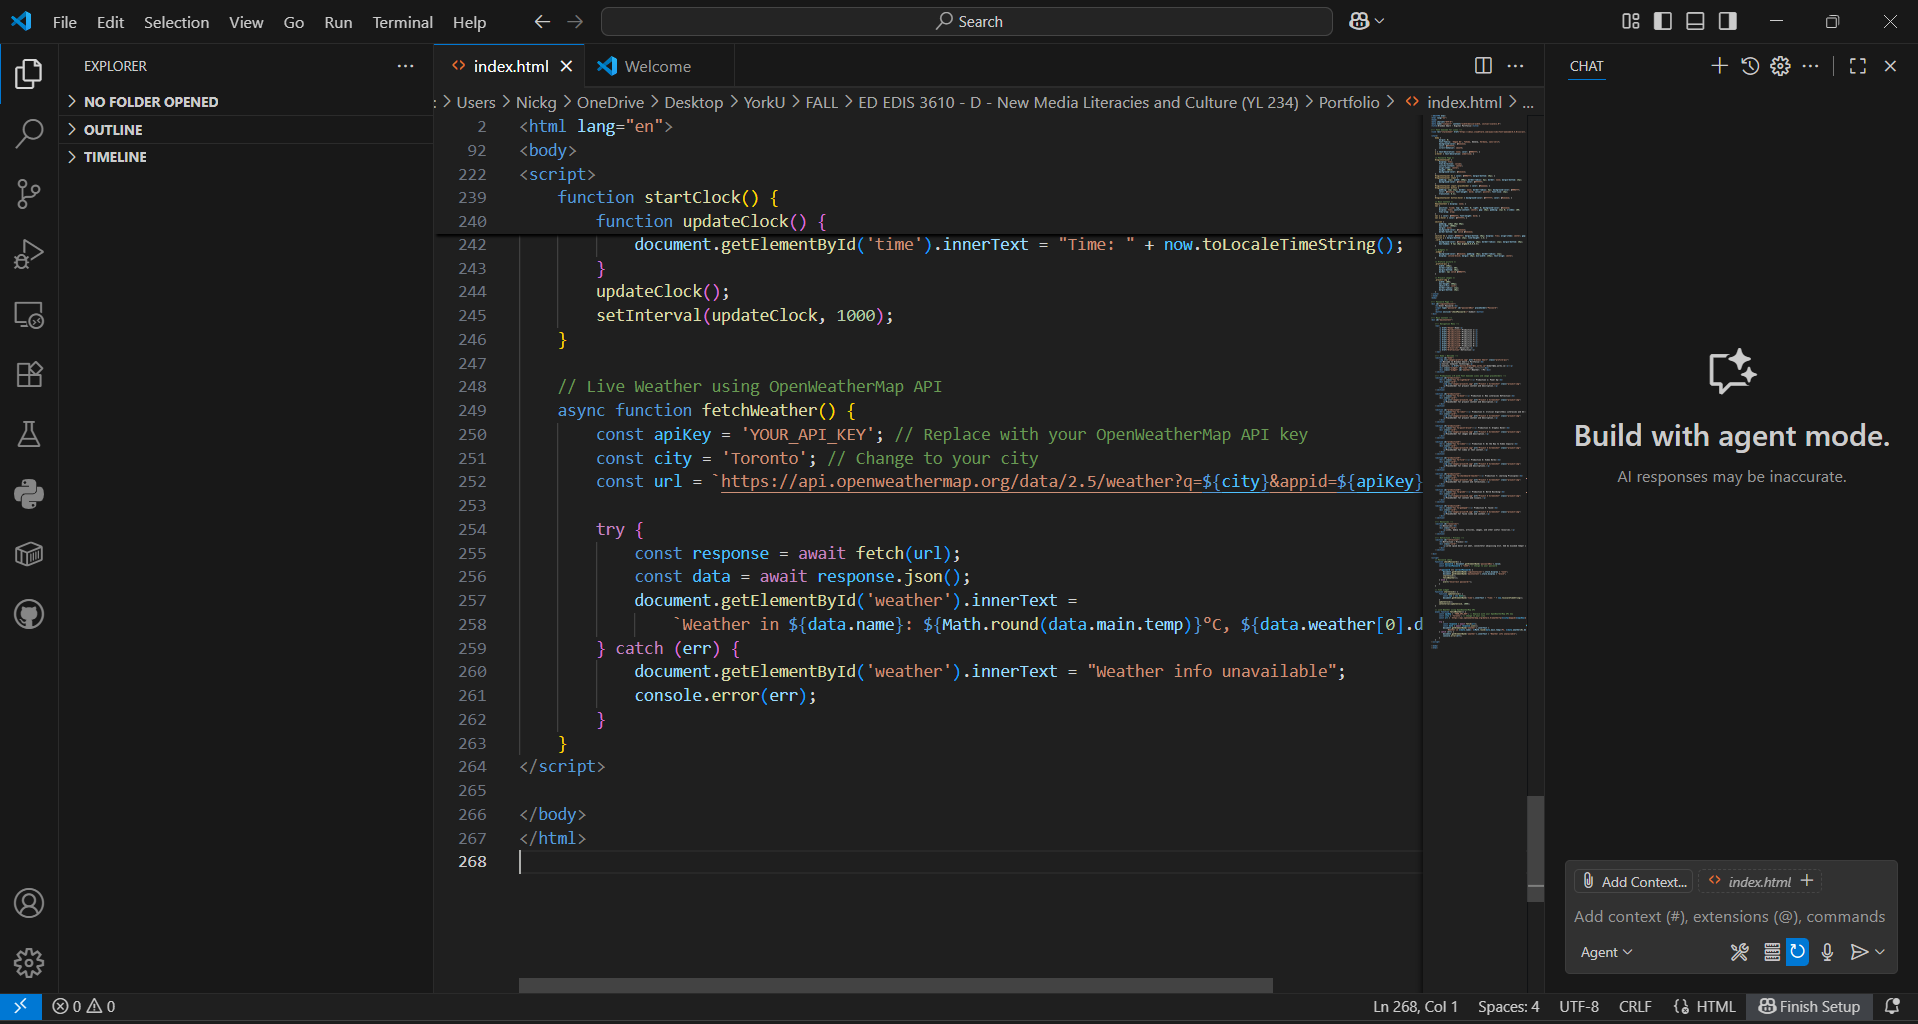 File Edit Selection View Go Run Terminal Help
Search
EXPLORER
NO FOLDER OPENED
OUTLINE
TIMELINE
index.html
Welcome
Users > Nickg > OneDrive > Desktop > YorkU > FALL > ED EDIS 3610 - D - New Media Literacies and Culture (YL 234) > Portfolio > index.html > ...
2 <html lang="en">
92 <body>
222 <script>
239 function startClock() {
240 function updateClock() {
242 document.getElementById('time').innerText = "Time: " + now.toLocaleTimeString();
243 }
244 updateClock();
245 setInterval(updateClock, 1000);
246 }
247
248 // Live Weather using OpenWeatherMap API
249 async function fetchWeather() {
250 const apiKey = 'YOUR_API_KEY'; // Replace with your OpenWeatherMap API key
251 const city = 'Toronto'; // Change to your city
252 const url = `https://api.openweathermap.org/data/2.5/weather?q=${city}&appid=${apiKey}
253
254 try {
255 const response = await fetch(url);
256 const data = await response.json();
257 document.getElementById('weather').innerText =
258 `Weather in ${data.name}: ${Math.round(data.main.temp)}°C, ${data.weather[0].d
259 } catch (err) {
260 document.getElementById('weather').innerText = "Weather info unavailable";
261 console.error(err);
262 }
263 }
264 </script>
265
266 </body>
267 </html>
268
CHAT
Build with agent mode.
AI responses may be inaccurate.
Add Context...
index.html
Add context (#), extensions (@), commands
Agent
0 0
Ln 268, Col 1 Spaces: 4 UTF-8 CRLF HTML Finish Setup